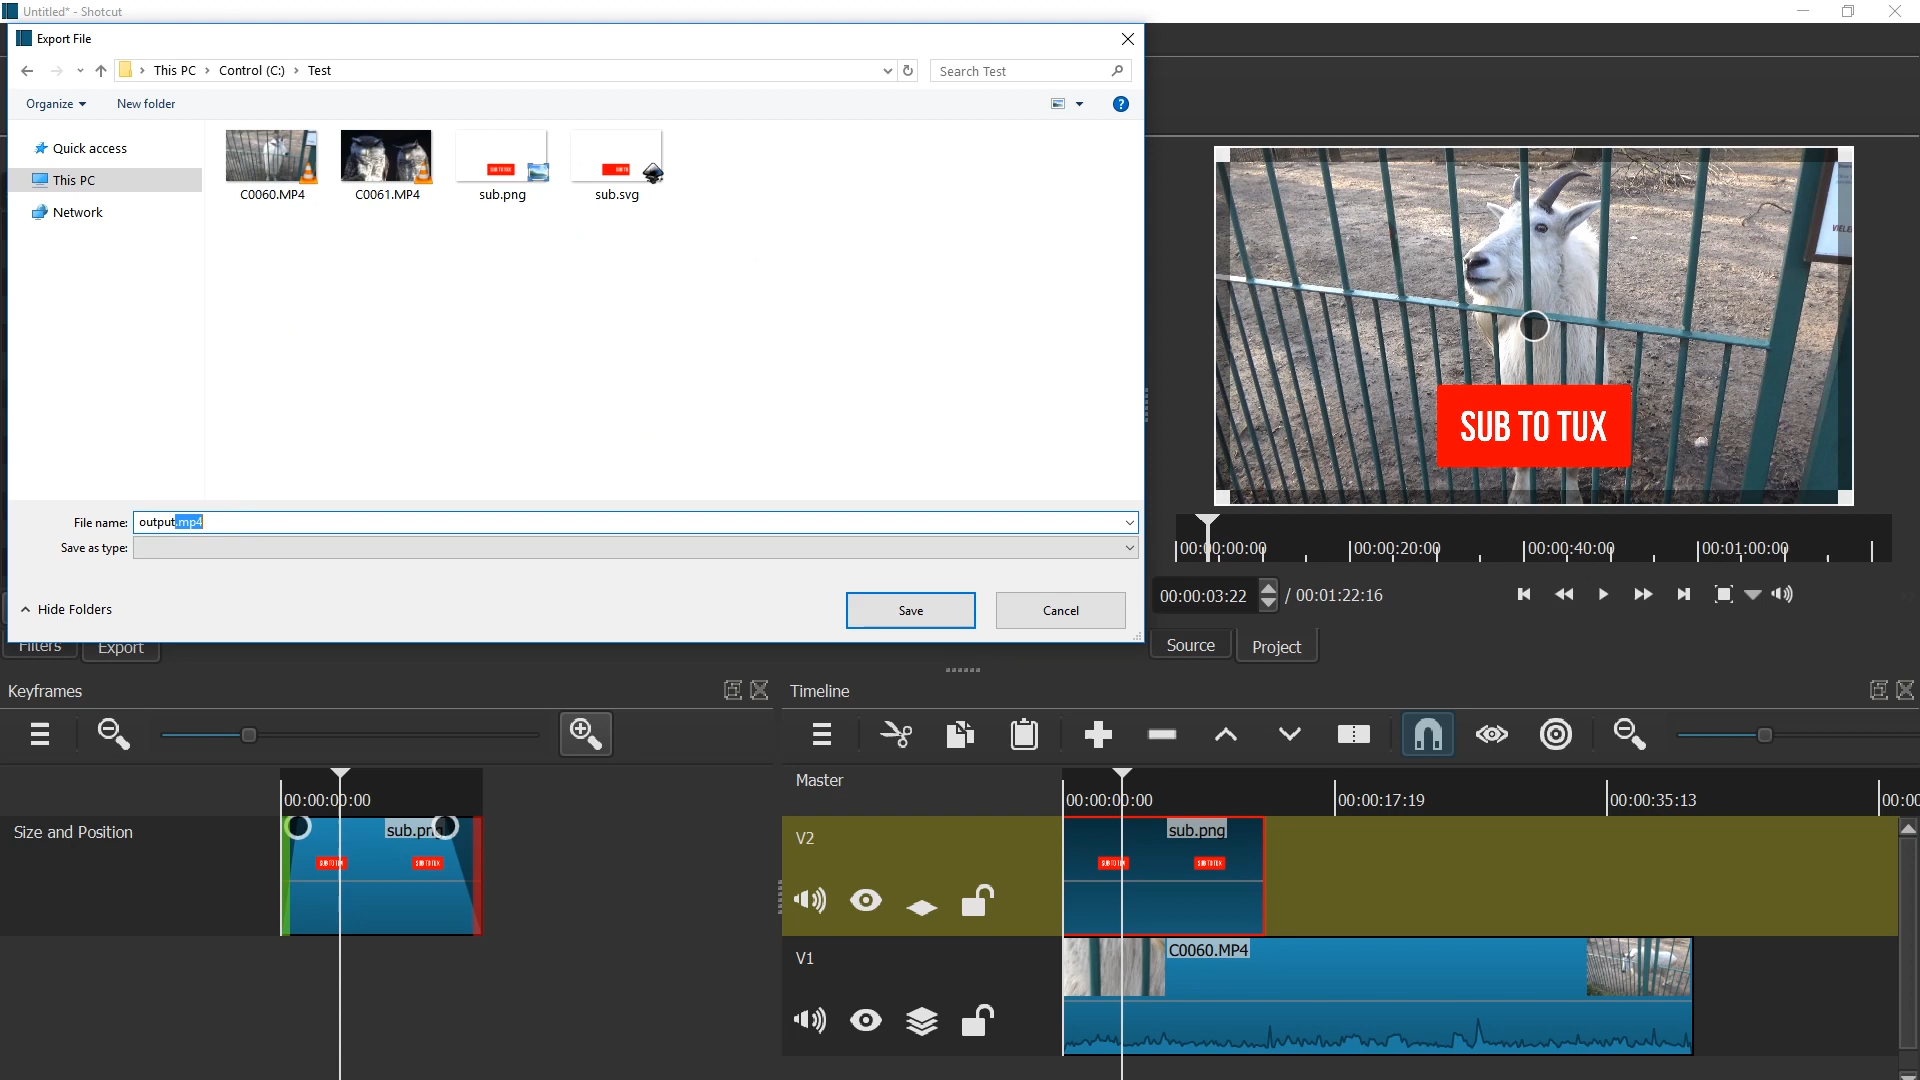 Untitled* - Shotcut
Export File
This PC > Control (C:) > Test
Search Test
Organize
New folder
Quick access
This PC
Network
C0060.MP4
C0061.MP4
sub.png
sub.svg
File name: output.mp4
Save as type:
Hide Folders
Save
Cancel
SUB TO TUX
00:00:00:00
00:00:20:00
00:00:40:00
00:01:00:00
00:00:03:22 / 00:01:22:16
Filters
Export
Source
Project
Keyframes
Timeline
Master
00:00:00:00
00:00:00:00
00:00:17:19
00:00:35:13
Size and Position
sub.png
SUB TO TUX
SUB TO TUX
V2
sub.png
SUB TO TUX
SUB TO TUX
V1
C0060.MP4